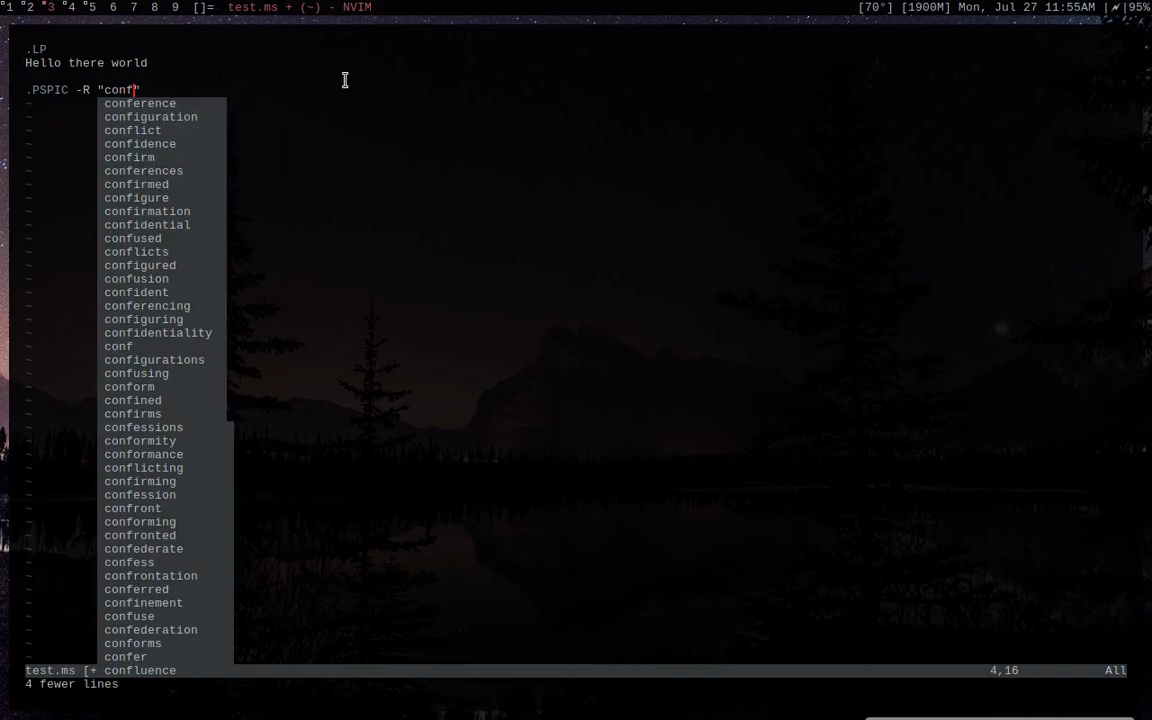 1 2 3 4 5 6 7 8 9 []= test.ms + (~) - NVIM [70°] [1900M] Mon, Jul 27 11:55AM |🗲|95%
.LP
Hello there world
.PSPIC -R "conf"
~ conference
~ configuration
~ conflict
~ confidence
~ confirm
~ conferences
~ confirmed
~ configure
~ confirmation
~ confidential
~ confused
~ conflicts
~ configured
~ confusion
~ confident
~ conferencing
~ configuring
~ confidentiality
~ conf
~ configurations
~ confusing
~ conform
~ confined
~ confirms
~ confessions
~ conformity
~ conformance
~ conflicting
~ confirming
~ confession
~ confront
~ conforming
~ confronted
~ confederate
~ confess
~ confrontation
~ conferred
~ confinement
~ confuse
~ confederation
~ conforms
~ confer
test.ms [+ confluence 4,16 All
4 fewer lines